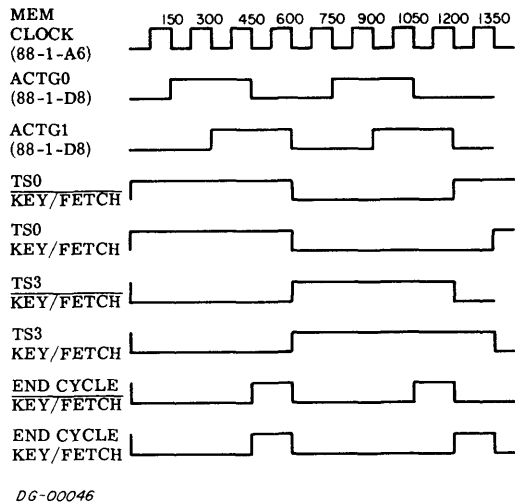 MEM
CLOCK
(88-1-A6)
150 300 450 600 750 900 1050 1200 1350
ACTG0
(88-1-D8)
ACTG1
(88-1-D8)
TS0
KEY/FETCH
TS0
KEY/FETCH
TS3
KEY/FETCH
TS3
KEY/FETCH
END CYCLE
KEY/FETCH
END CYCLE
KEY/FETCH
DG-00046